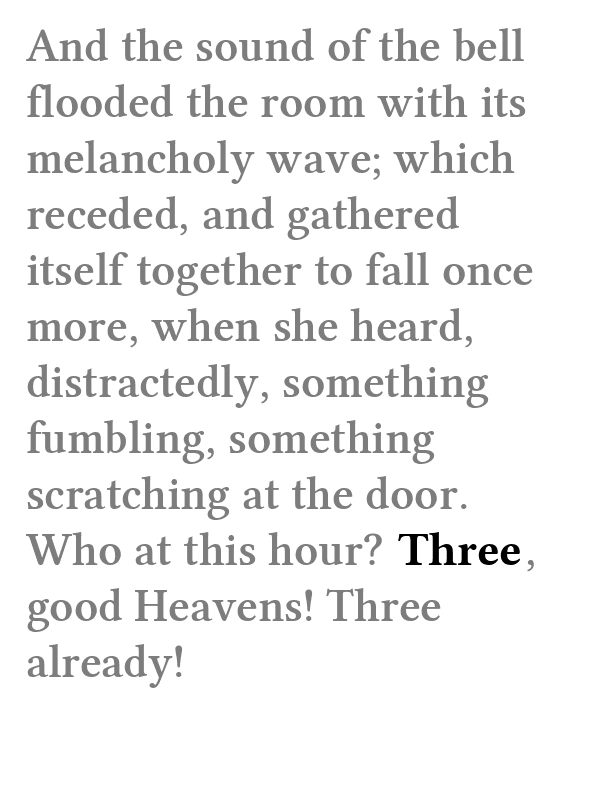 And the sound of the bell
flooded the room with its
melancholy wave; which
receded, and gathered
itself together to fall once
more, when she heard,
distractedly, something
fumbling, something
scratching at the door.
Who at this hour? Three,
good Heavens! Three
already!